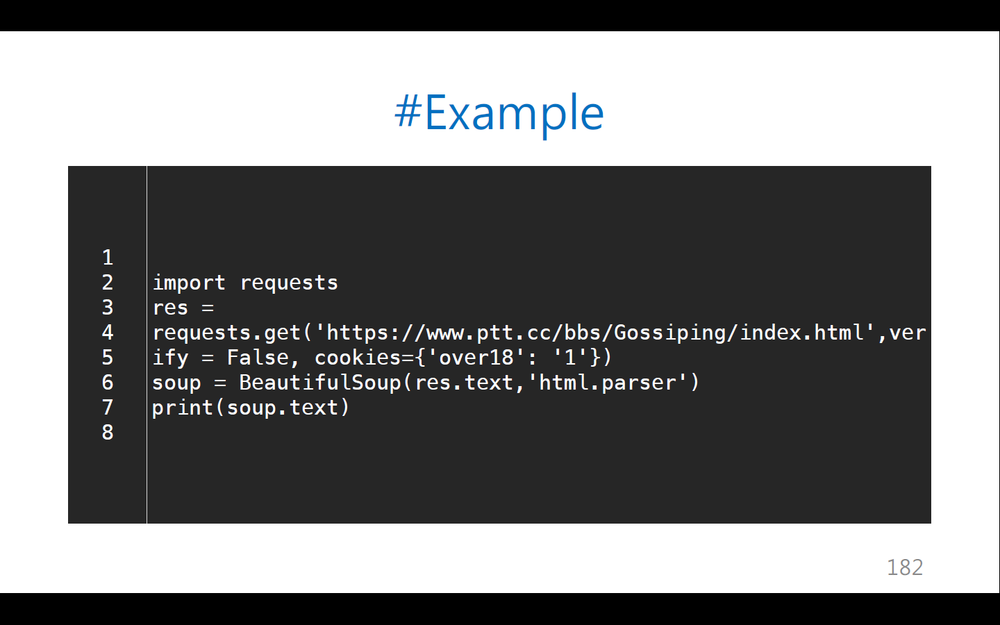 #Example
1
2 import requests
3 res =
4 requests.get('https://www.ptt.cc/bbs/Gossiping/index.html',ver
5 ify = False, cookies={'over18': '1'})
6 soup = BeautifulSoup(res.text,'html.parser')
7 print(soup.text)
8
182